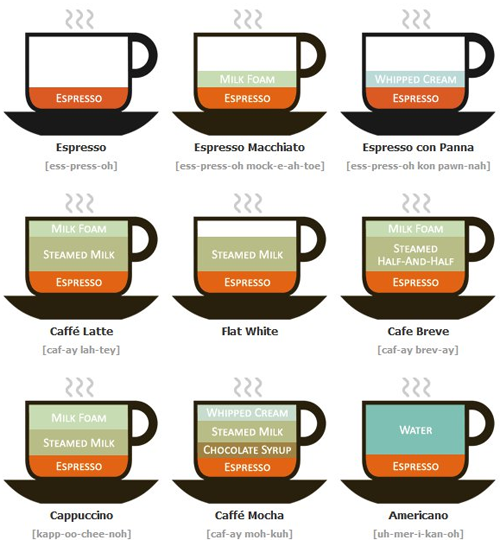 ESPRESSO
Espresso
[ess-press-oh]
MILK FOAM
ESPRESSO
Espresso Macchiato
[ess-press-oh mock-e-ah-toe]
WHIPPED CREAM
ESPRESSO
Espresso con Panna
[ess-press-oh kon pawn-nah]
MILK FOAM
STEAMED MILK
ESPRESSO
Caffé Latte
[caf-ay lah-tey]
STEAMED MILK
ESPRESSO
Flat White
MILK FOAM
STEAMED
HALF-AND-HALF
ESPRESSO
Cafe Breve
[caf-ay brev-ay]
MILK FOAM
STEAMED MILK
ESPRESSO
Cappuccino
[kapp-oo-chee-noh]
WHIPPED CREAM
STEAMED MILK
CHOCOLATE SYRUP
ESPRESSO
Caffé Mocha
[caf-ay moh-kuh]
WATER
ESPRESSO
Americano
[uh-mer-i-kan-oh]